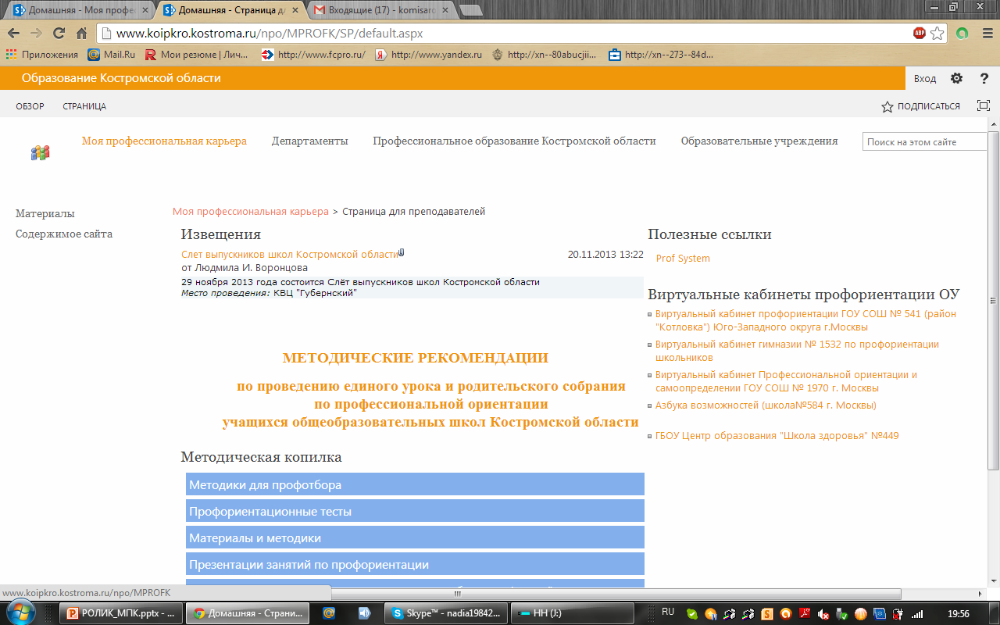 Домашняя - Моя профес
Домашняя - Страница дл
Входящие (17) - komisaro
www.koipkro.kostroma.ru/npo/MPROFK/SP/default.aspx
ABP
Приложения
Mail.Ru
Мои резюме | Лич...
http://www.fcpro.ru/
http://www.yandex.ru
http://xn--80abucjii...
http://xn--273--84d...
Образование Костромской области
Вход
?
ОБЗОР
СТРАНИЦА
ПОДПИСАТЬСЯ
Моя профессиональная карьера
Департаменты
Профессиональное образование Костромской области
Образовательные учреждения
Поиск на этом сайте
Материалы
Содержимое сайта
Моя профессиональная карьера > Страница для преподавателей
Извещения
Слет выпускников школ Костромской области
20.11.2013 13:22
от Людмила И. Воронцова
29 ноября 2013 года состоится Слёт выпускников школ Костромской области
Место проведения: КВЦ "Губернский"
МЕТОДИЧЕСКИЕ РЕКОМЕНДАЦИИ
по проведению единого урока и родительского собрания
по профессиональной ориентации
учащихся общеобразовательных школ Костромской области
Методическая копилка
Методики для профотбора
Профориентационные тесты
Материалы и методики
Презентации занятий по профориентации
Полезные ссылки
Prof System
Виртуальные кабинеты профориентации ОУ
Виртуальный кабинет профориентации ГОУ СОШ № 541 (район
"Котловка") Юго-Западного округа г.Москвы
Виртуальный кабинет гимназии № 1532 по профориентации
школьников
Виртуальный кабинет Профессиональной ориентации и
самоопределении ГОУ СОШ № 1970 г. Москвы
Азбука возможностей (школа№584 г. Москвы)
ГБОУ Центр образования "Школа здоровья" №449
www.koipkro.kostroma.ru/npo/MPROFK
РОЛИК_МПК.pptx - ...
Домашняя - Страни...
Skype™ - nadia19842...
HH (J:)
RU
19:56